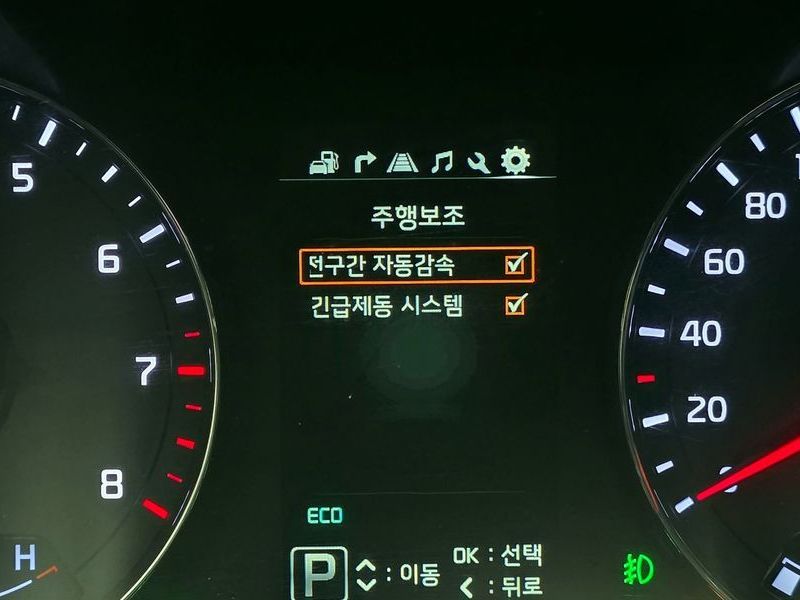 주행보조
전구간 자동감속
긴급제동 시스템
5
6
7
8
H
80
60
40
20
ECO
P
: 이동
OK : 선택
: 뒤로